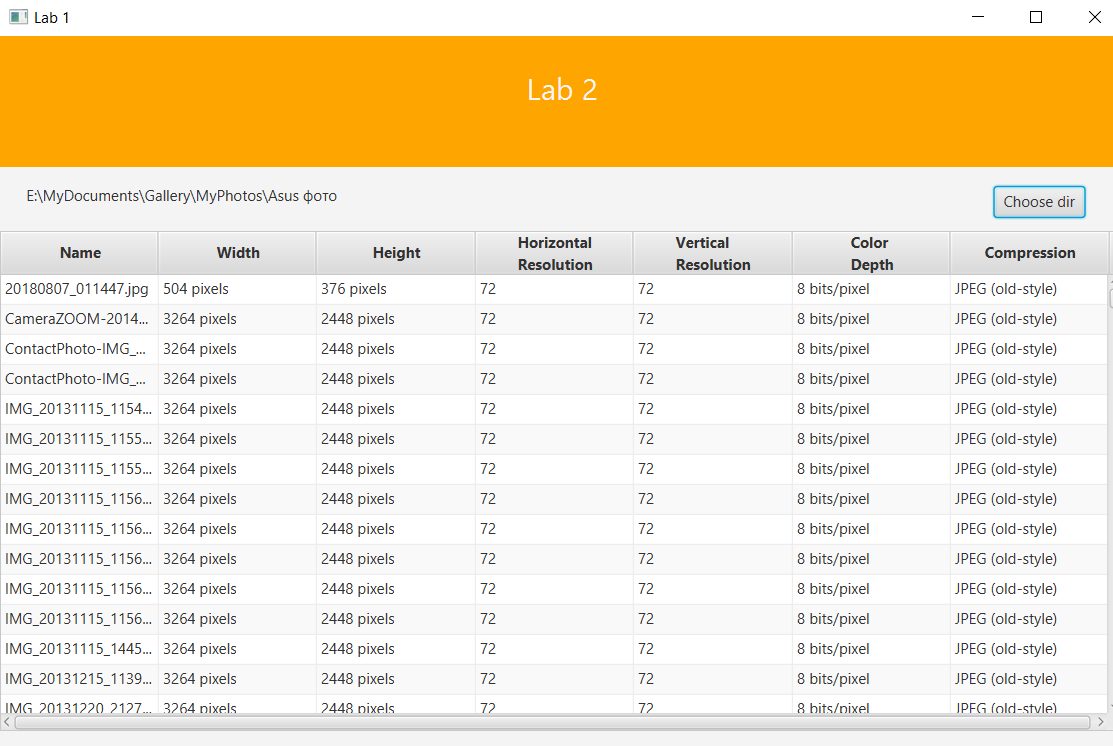 Lab 1
Lab 2
E:\MyDocuments\Gallery\MyPhotos\Asus фото
Choose dir
Name Width Height Horizontal Resolution Vertical Resolution Color Depth Compression
20180807_011447.jpg 504 pixels 376 pixels 72 72 8 bits/pixel JPEG (old-style)
CameraZOOM-2014... 3264 pixels 2448 pixels 72 72 8 bits/pixel JPEG (old-style)
ContactPhoto-IMG_... 3264 pixels 2448 pixels 72 72 8 bits/pixel JPEG (old-style)
ContactPhoto-IMG_... 3264 pixels 2448 pixels 72 72 8 bits/pixel JPEG (old-style)
IMG_20131115_1154... 3264 pixels 2448 pixels 72 72 8 bits/pixel JPEG (old-style)
IMG_20131115_1155... 3264 pixels 2448 pixels 72 72 8 bits/pixel JPEG (old-style)
IMG_20131115_1155... 3264 pixels 2448 pixels 72 72 8 bits/pixel JPEG (old-style)
IMG_20131115_1156... 3264 pixels 2448 pixels 72 72 8 bits/pixel JPEG (old-style)
IMG_20131115_1156... 3264 pixels 2448 pixels 72 72 8 bits/pixel JPEG (old-style)
IMG_20131115_1156... 3264 pixels 2448 pixels 72 72 8 bits/pixel JPEG (old-style)
IMG_20131115_1156... 3264 pixels 2448 pixels 72 72 8 bits/pixel JPEG (old-style)
IMG_20131115_1156... 3264 pixels 2448 pixels 72 72 8 bits/pixel JPEG (old-style)
IMG_20131115_1445... 3264 pixels 2448 pixels 72 72 8 bits/pixel JPEG (old-style)
IMG_20131215_1139... 3264 pixels 2448 pixels 72 72 8 bits/pixel JPEG (old-style)
IMG_20131220_2127... 3264 pixels 2448 pixels 72 72 8 bits/pixel JPEG (old-style)